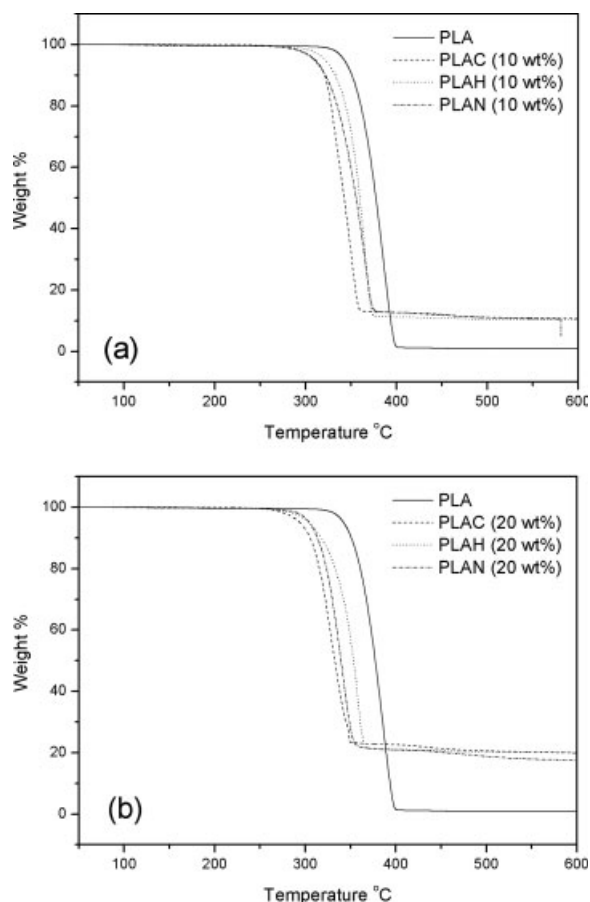 100
80
60
40
20
0
Weight %
PLA
PLAC (10 wt%)
PLAH (10 wt%)
PLAN (10 wt%)
(a)
100 200 300 400 500 600
Temperature °C
100
80
60
40
20
0
Weight %
PLA
PLAC (20 wt%)
PLAH (20 wt%)
PLAN (20 wt%)
(b)
100 200 300 400 500 600
Temperature °C